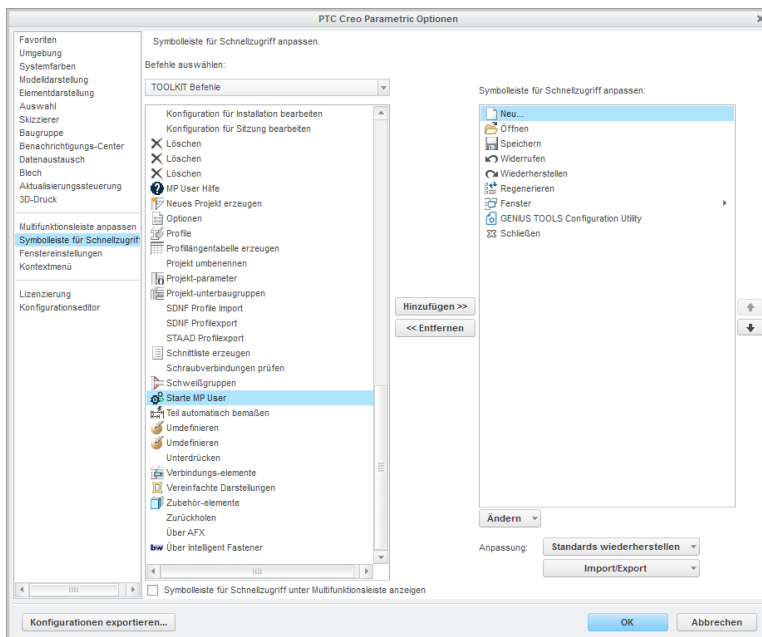 PTC Creo Parametric Optionen
Favoriten
Umgebung
Systemfarben
Modelldarstellung
Elementdarstellung
Auswahl
Skizzierer
Baugruppe
Benachrichtigungs-Center
Datenaustausch
Blech
Aktualisierungssteuerung
3D-Druck
Multifunktionsleiste anpassen
Symbolleiste für Schnellzugrif
Fenstereinstellungen
Kontextmenü
Lizenzierung
Konfigurationseditor
Symbolleiste für Schnellzugriff anpassen.
Befehle auswählen:
TOOLKIT Befehle
Konfiguration für Installation bearbeiten
Konfiguration für Sitzung bearbeiten
Löschen
Löschen
Löschen
MP User Hilfe
Neues Projekt erzeugen
Optionen
Profile
Profillängentabelle erzeugen
Projekt umbenennen
Projekt-parameter
Projekt-unterbaugruppen
SDNF Profile Import
SDNF Profilexport
STAAD Profilexport
Schnittliste erzeugen
Schraubverbindungen prüfen
Schweißgruppen
Starte MP User
Teil automatisch bemaßen
Umdefinieren
Umdefinieren
Unterdrücken
Verbindungs-elemente
Vereinfachte Darstellungen
Zubehör-elemente
Zurückholen
Über AFX
bw Über Intelligent Fastener
Symbolleiste für Schnellzugriff unter Multifunktionsleiste anzeigen
Hinzufügen >>
<< Entfernen
Symbolleiste für Schnellzugriff anpassen:
Neu...
Öffnen
Speichern
Widerrufen
Wiederherstellen
Regenerieren
Fenster
GENIUS TOOLS Configuration Utility
Schließen
Ändern
Anpassung:
Standards wiederherstellen
Import/Export
Konfigurationen exportieren...
OK
Abbrechen